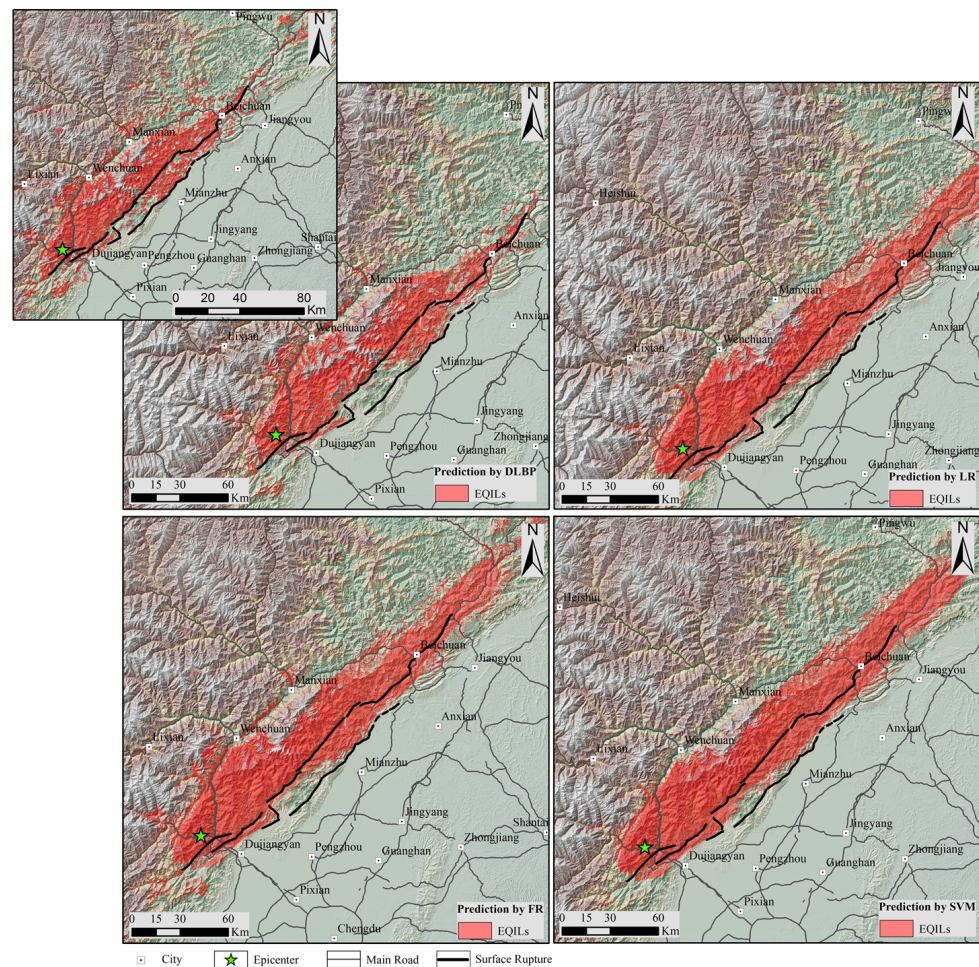 Pingwu
N
Beichuan
Jiangyou
Manxian
Anxian
Lixian
Wenchuan
Mianzhu
Jingyang
Shantai
Dujiangyan
Pengzhou
Guanghan
Zhongjiang
Pixian
0 20 40 80
Km
N
Beichuan
Manxian
Anxian
Wenchuan
Lixian
Mianzhu
Jingyang
Dujiangyan
Pengzhou
Guanghan
Zhongjiang
Prediction by DLBP
EQILs
0 15 30 60
Km
Pixian
N
Pingwu
Heishui
Beichuan
Jiangyou
Manxian
Anxian
Wenchuan
Lixian
Mianzhu
Jingyang
Dujiangyan
Pengzhou
Guanghan
Zhongjiang
Prediction by LR
EQILs
0 15 30 60
Km
N
Beichuan
Jiangyou
Manxian
Anxian
Wenchuan
Lixian
Mianzhu
Jingyang
Shantai
Dujiangyan
Pengzhou
Guanghan
Zhongjiang
Pixian
Chengdu
Prediction by FR
EQILs
0 15 30 60
Km
Pingwu
N
Heishui
Beichuan
Jiangyou
Manxian
Anxian
Wenchuan
Lixian
Mianzhu
Jingyang
Dujiangyan
Pengzhou
Guanghan
Zhongjiang
Pixian
Prediction by SVM
EQILs
0 15 30 60
Km
City Epicenter Main Road Surface Rupture